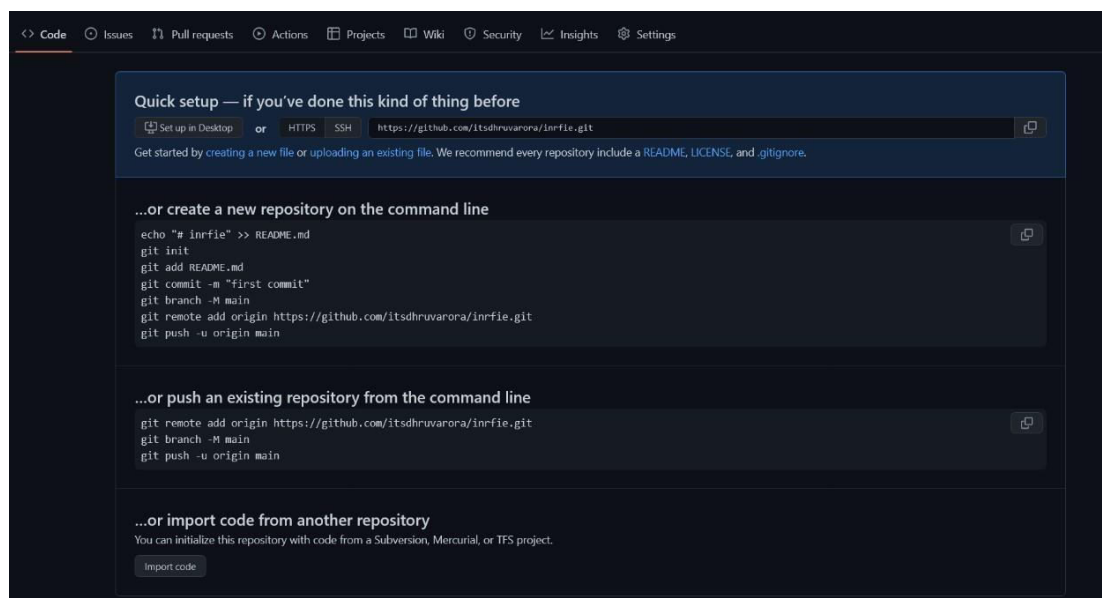 <> Code Issues Pull requests Actions Projects Wiki Security Insights Settings
Quick setup — if you've done this kind of thing before
Set up in Desktop or HTTPS SSH https://github.com/itsdhruvarora/inrfie.git
Get started by creating a new file or uploading an existing file. We recommend every repository include a README, LICENSE, and .gitignore.
...or create a new repository on the command line
echo "# inrfie" >> README.md
git init
git add README.md
git commit -m "first commit"
git branch -M main
git remote add origin https://github.com/itsdhruvarora/inrfie.git
git push -u origin main
...or push an existing repository from the command line
git remote add origin https://github.com/itsdhruvarora/inrfie.git
git branch -M main
git push -u origin main
...or import code from another repository
You can initialize this repository with code from a Subversion, Mercurial, or TFS project.
Import code